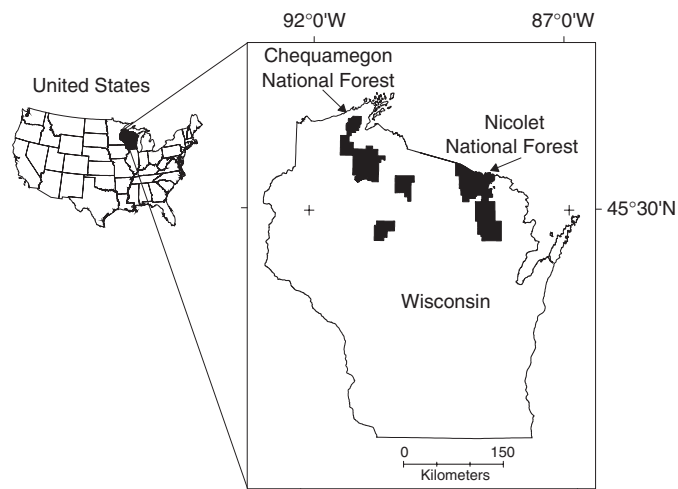 92°0'W
87°0'W
Chequamegon
National Forest
United States
Nicolet
National Forest
45°30'N
Wisconsin
0
150
Kilometers